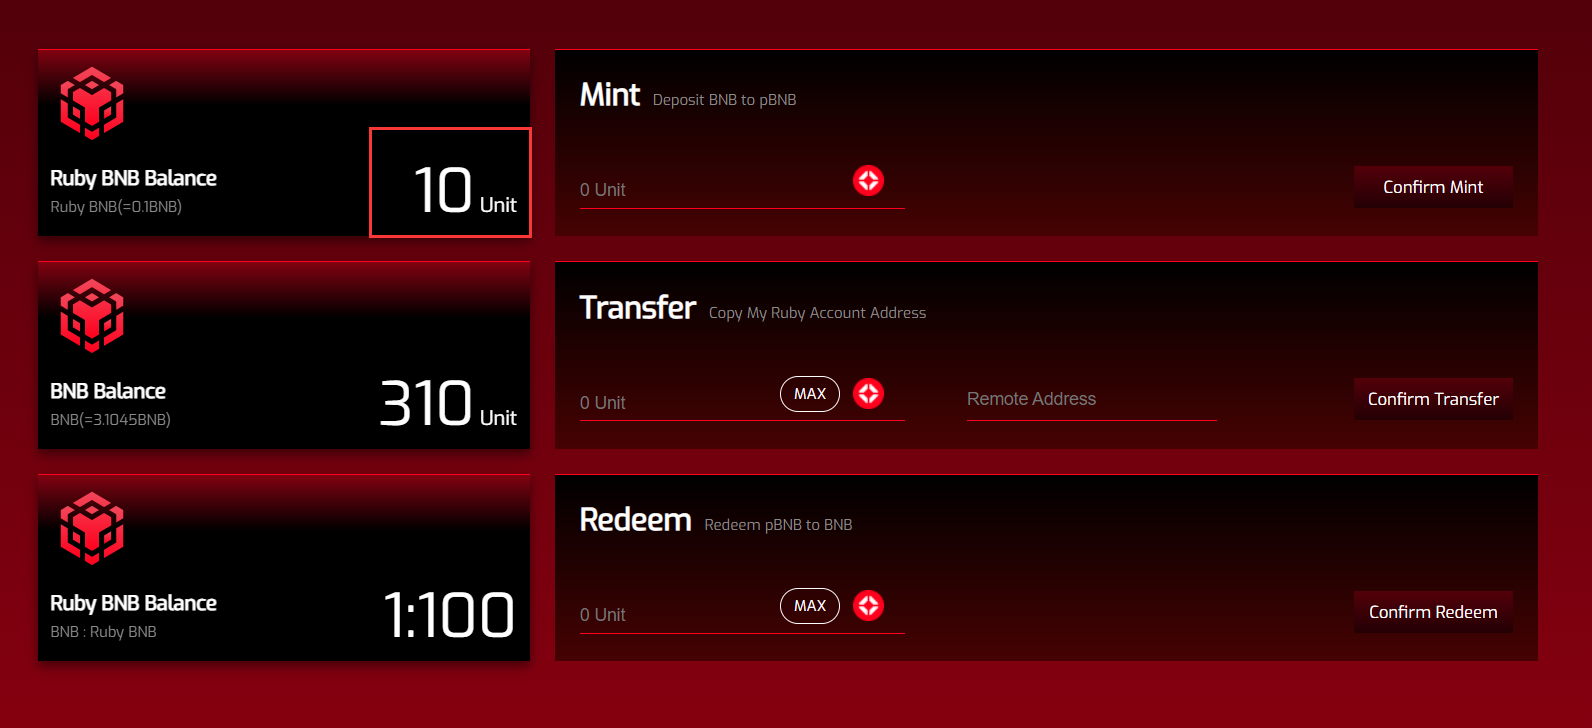 Ruby BNB Balance
Ruby BNB(=0.1BNB)
10 Unit
Mint Deposit BNB to pBNB
0 Unit
Confirm Mint
BNB Balance
BNB(=3.1045BNB)
310 Unit
Transfer Copy My Ruby Account Address
0 Unit
MAX
Remote Address
Confirm Transfer
Ruby BNB Balance
BNB : Ruby BNB
1:100
Redeem Redeem pBNB to BNB
0 Unit
MAX
Confirm Redeem